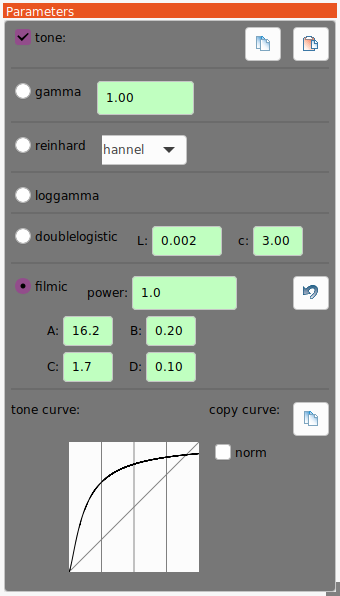 Parameters
tone:
gamma 1.00
reinhard hannel
loggamma
doublelogistic L: 0.002 c: 3.00
filmic power: 1.0
A: 16.2 B: 0.20
C: 1.7 D: 0.10
tone curve: copy curve:
norm